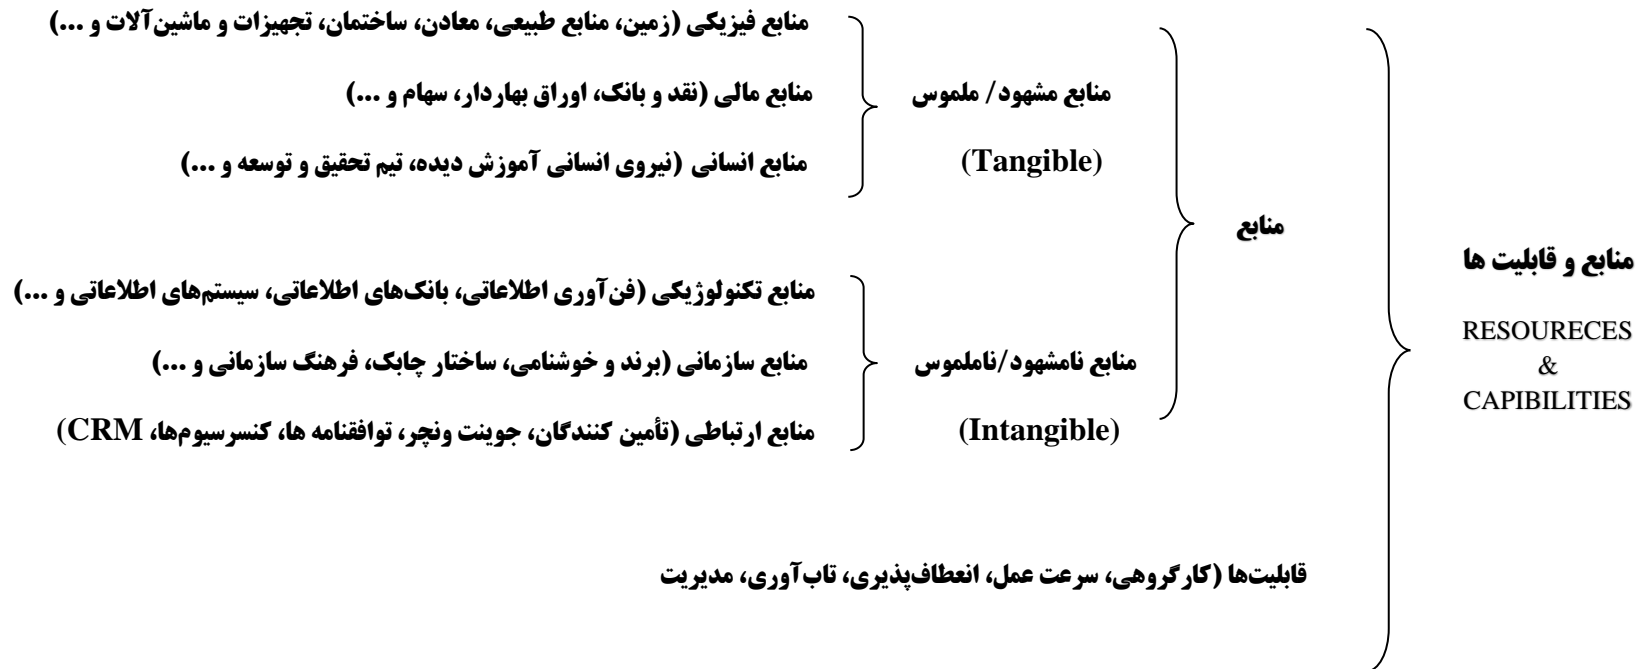 منابع و قابلیت ها
RESOURECES
&
CAPIBILITIES
منابع
منابع مشهود/ ملموس
(Tangible)
منابع فیزیکی (زمین، منابع طبیعی، معادن، ساختمان، تجهیزات و ماشین‌آلات و ...)
منابع مالی (نقد و بانک، اوراق بهاردار، سهام و ...)
منابع انسانی (نیروی انسانی آموزش دیده، تیم تحقیق و توسعه و ...)
منابع نامشهود/ناملموس
(Intangible)
منابع تکنولوژیکی (فن‌آوری اطلاعاتی، بانک‌های اطلاعاتی، سیستم‌های اطلاعاتی و ...)
منابع سازمانی (برند و خوشنامی، ساختار چابک، فرهنگ سازمانی و ...)
منابع ارتباطی (تأمین کنندگان، جوینت ونچر، توافقنامه ها، کنسرسیوم‌ها، CRM)
قابلیت‌ها (کارگروهی، سرعت عمل، انعطاف‌پذیری، تاب‌آوری، مدیریت